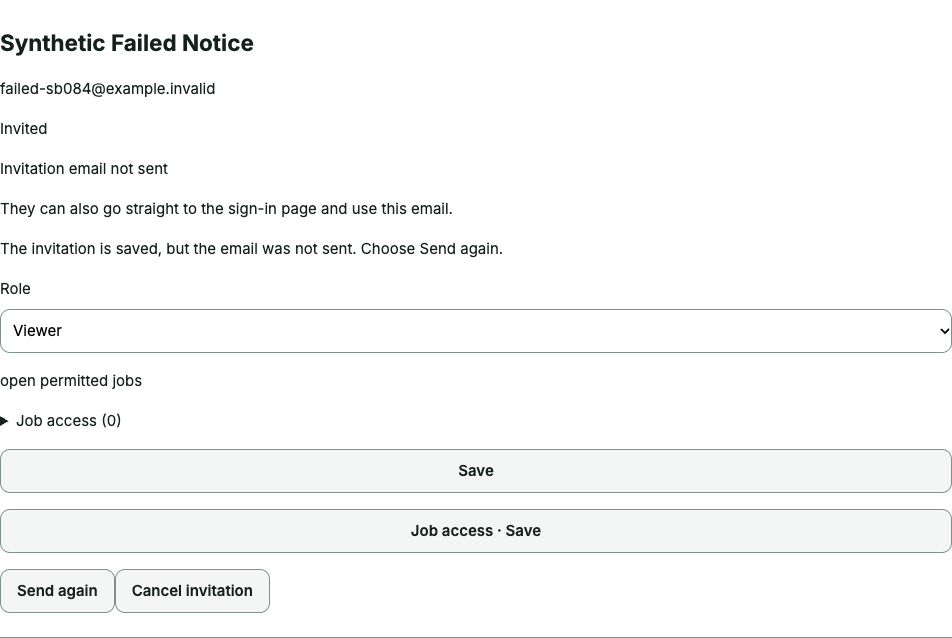 Synthetic Failed Notice
failed-sb084@example.invalid
Invited
Invitation email not sent
They can also go straight to the sign-in page and use this email.
The invitation is saved, but the email was not sent. Choose Send again.
Role
Viewer
open permitted jobs
Job access (0)
Save
Job access · Save
Send again
Cancel invitation